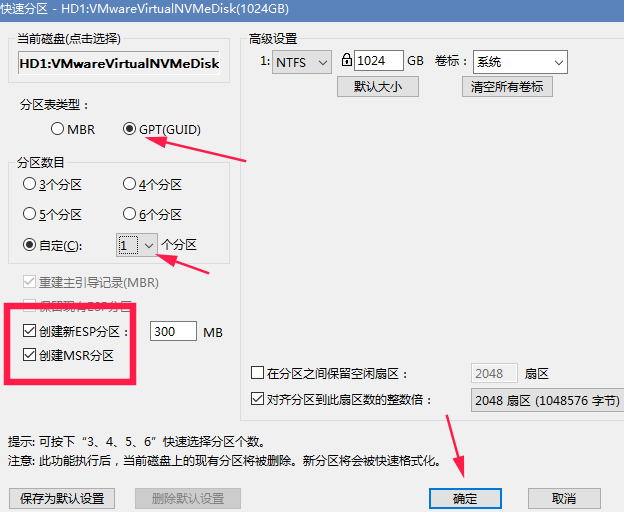 快速分区 - HD1:VMwareVirtualNVMeDisk(1024GB)
当前磁盘(点击选择)
HD1:VMwareVirtualNVMeDisk
分区表类型：
MBR GPT(GUID)
分区数目
3个分区 4个分区
5个分区 6个分区
自定(C): 1 个分区
重建主引导记录(MBR)
保留现有ESP分区
创建新ESP分区： 300 MB
创建MSR分区
高级设置
1: NTFS 1024 GB 卷标： 系统
默认大小 清空所有卷标
在分区之间保留空闲扇区： 2048 扇区
对齐分区到此扇区数的整数倍： 2048 扇区 (1048576 字节)
提示: 可按下 “3、4、5、6” 快速选择分区个数。
注意: 此功能执行后，当前磁盘上的现有分区将被删除。新分区将会被快速格式化。
保存为默认设置 删除默认设置 确定 取消